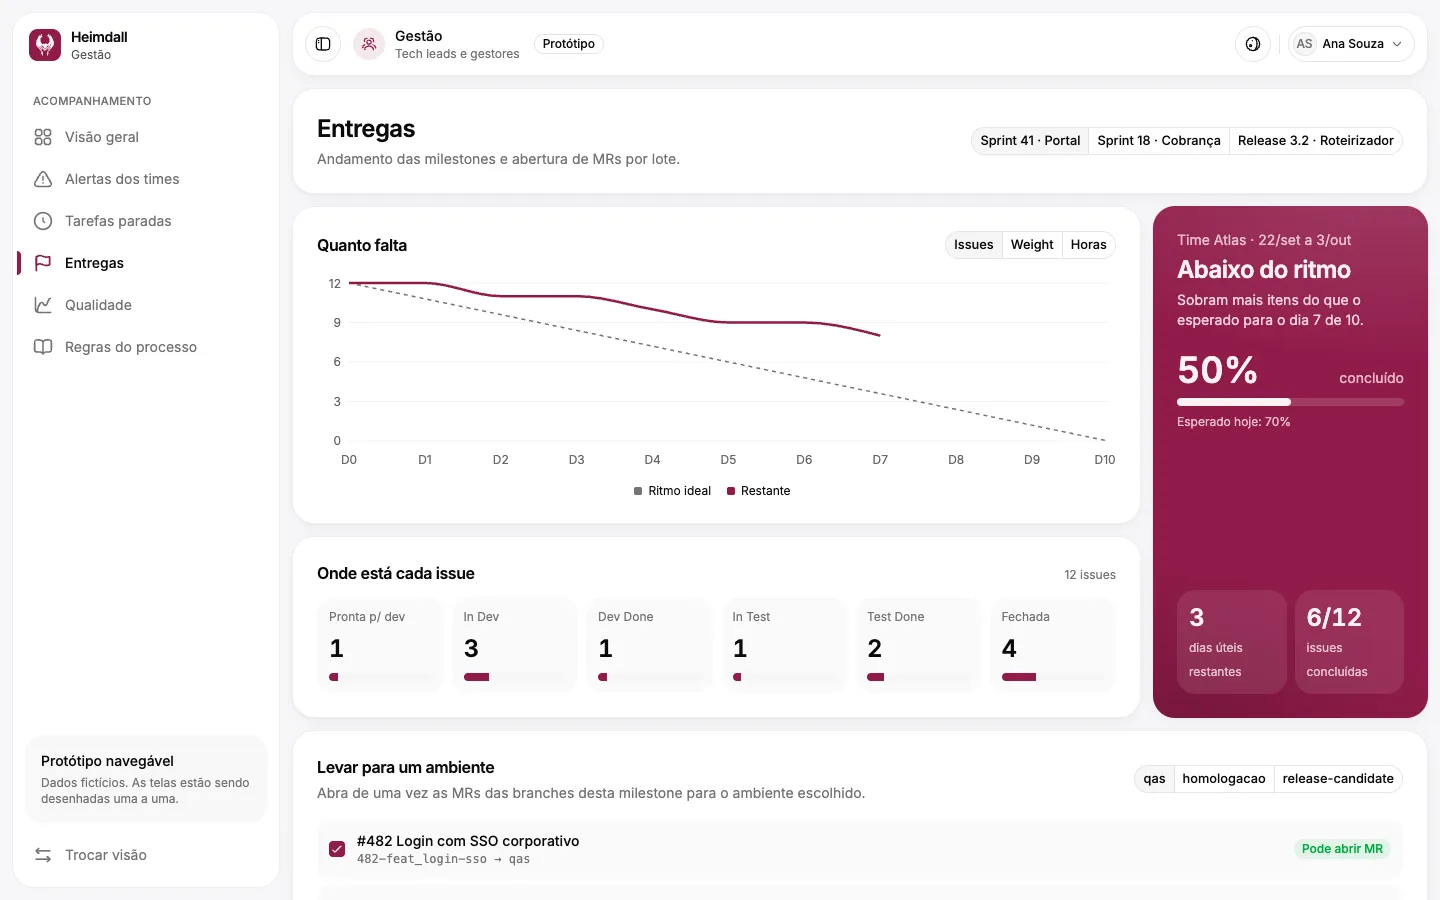 Heimdall
Gestão
ACOMPANHAMENTO
Visão geral
Alertas dos times
Tarefas paradas
Entregas
Qualidade
Regras do processo
Protótipo navegável
Dados fictícios. As telas estão sendo
desenhadas uma a uma.
Trocar visão
Gestão
Tech leads e gestores
Protótipo
AS
Ana Souza
Entregas
Andamento das milestones e abertura de MRs por lote.
Sprint 41 · Portal
Sprint 18 · Cobrança
Release 3.2 · Roteirizador
Quanto falta
Issues
Weight
Horas
12
9
6
3
0
D0
D1
D2
D3
D4
D5
D6
D7
D8
D9
D10
Ritmo ideal
Restante
Time Atlas · 22/set a 3/out
Abaixo do ritmo
Sobram mais itens do que o
esperado para o dia 7 de 10.
50%
concluído
Esperado hoje: 70%
3
dias úteis
restantes
6/12
issues
concluídas
Onde está cada issue
12 issues
Pronta p/ dev
1
In Dev
3
Dev Done
1
In Test
1
Test Done
2
Fechada
4
Levar para um ambiente
Abra de uma vez as MRs das branches desta milestone para o ambiente escolhido.
qas
homologacao
release-candidate
#482 Login com SSO corporativo
482-feat_login-sso → qas
Pode abrir MR